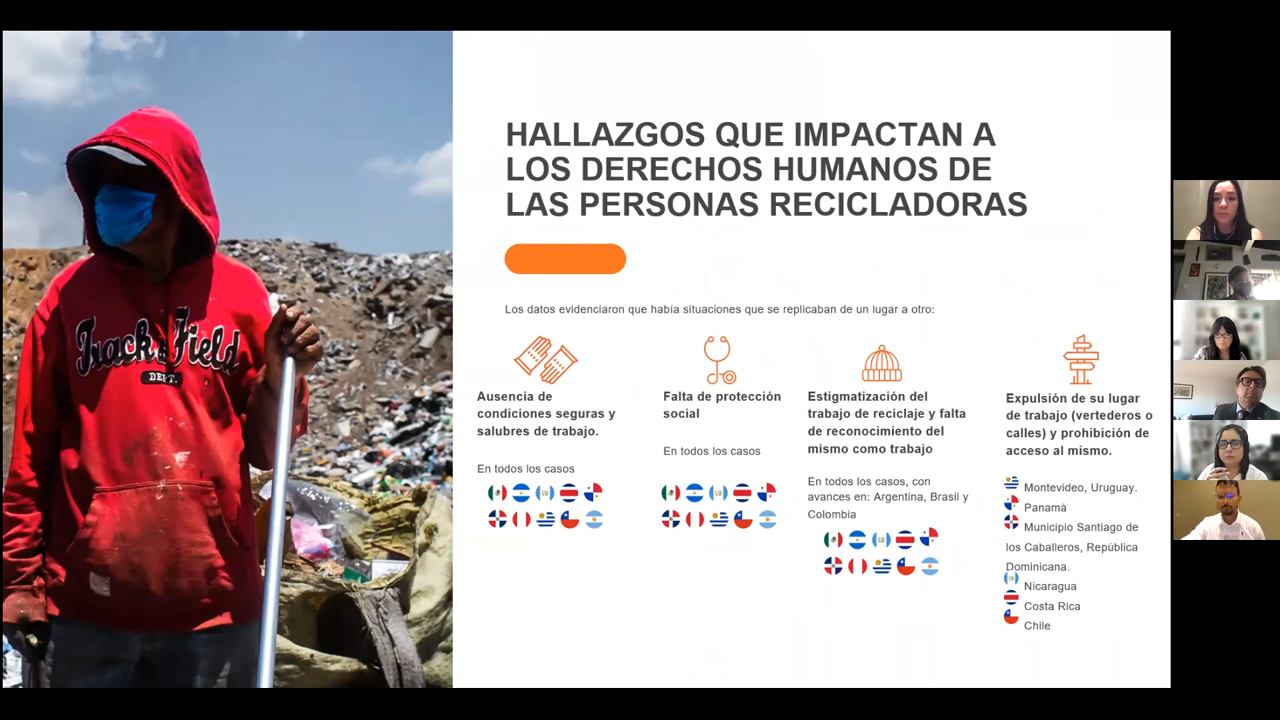 HALLAZGOS QUE IMPACTAN A
LOS DERECHOS HUMANOS DE
LAS PERSONAS RECICLADORAS
Los datos evidenciaron que había situaciones que se replicaban de un lugar a otro:
Ausencia de
condiciones seguras y
salubres de trabajo.
En todos los casos
Falta de protección
social
En todos los casos
Estigmatización del
trabajo de reciclaje y falta
de reconocimiento del
mismo como trabajo
En todos los casos, con
avances en: Argentina, Brasil y
Colombia
Expulsión de su lugar
de trabajo (vertederos o
calles) y prohibición de
acceso al mismo.
Montevideo, Uruguay.
Panamá
Municipio Santiago de
los Caballeros, República
Dominicana.
Nicaragua
Costa Rica
Chile
Track & Field
DEPT.